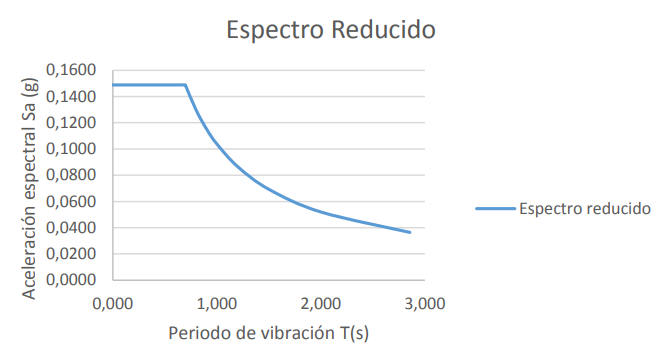 Espectro Reducido
Aceleración espectral Sa (g)
0,1600
0,1400
0,1200
0,1000
0,0800
0,0600
0,0400
0,0200
0,0000
0,000 1,000 2,000 3,000
Periodo de vibración T(s)
Espectro reducido